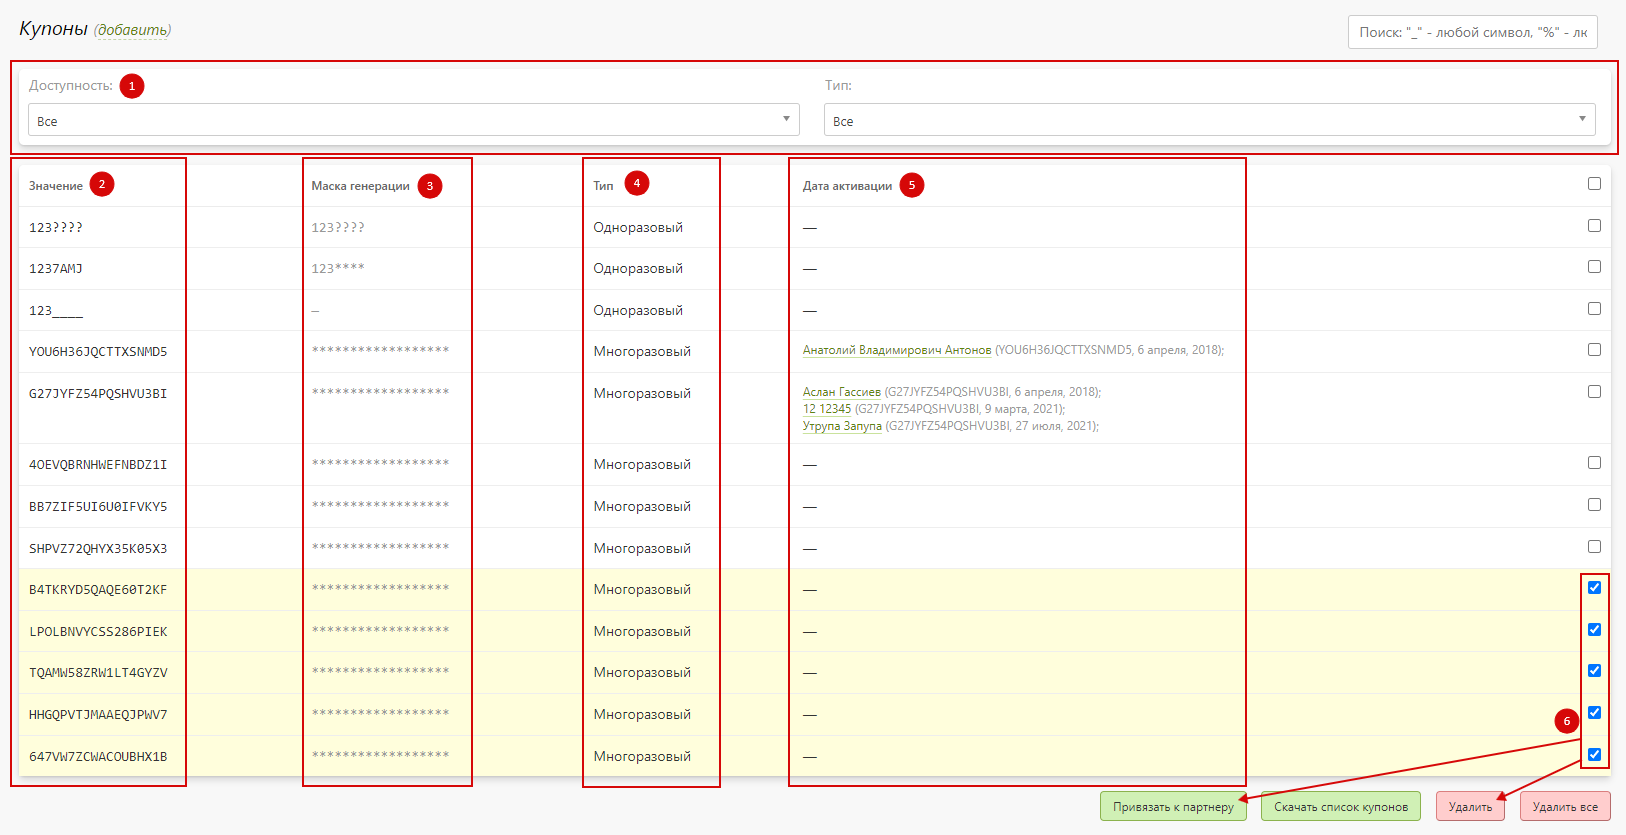 Купоны (добавить)
Поиск: "_" - любой символ, "%" - лк
Доступность: 1
Тип:
Все
Все
Значение 2 Маска генерации 3 Тип 4 Дата активации 5
123???? 123???? Одноразовый —
1237AMJ 123**** Одноразовый —
123____ — Одноразовый —
YOU6H36JQCTTXSNMD5 ****************** Многоразовый Анатолий Владимирович Антонов (YOU6H36JQCTTXSNMD5, 6 апреля, 2018);
G27JYFZ54PQSHVU3BI ****************** Многоразовый Аслан Гассиев (G27JYFZ54PQSHVU3BI, 6 апреля, 2018);
12 12345 (G27JYFZ54PQSHVU3BI, 9 марта, 2021);
Утрупа Запупа (G27JYFZ54PQSHVU3BI, 27 июля, 2021);
4OEVQBRNHWEFNBDZ1I ****************** Многоразовый —
BB7ZIF5UI6U0IFVKY5 ****************** Многоразовый —
SHPVZ72QHYX35K05X3 ****************** Многоразовый —
B4TKRYD5QAQE60T2KF ****************** Многоразовый —
LPOLBNVYCSS286PIEK ****************** Многоразовый —
TQAMW58ZRW1LT4GYZV ****************** Многоразовый —
HHGQPVTJMAAEQJPWV7 ****************** Многоразовый —
6
647VW7ZCWACOUBHX1B ****************** Многоразовый —
Привязать к партнеру Скачать список купонов Удалить Удалить все